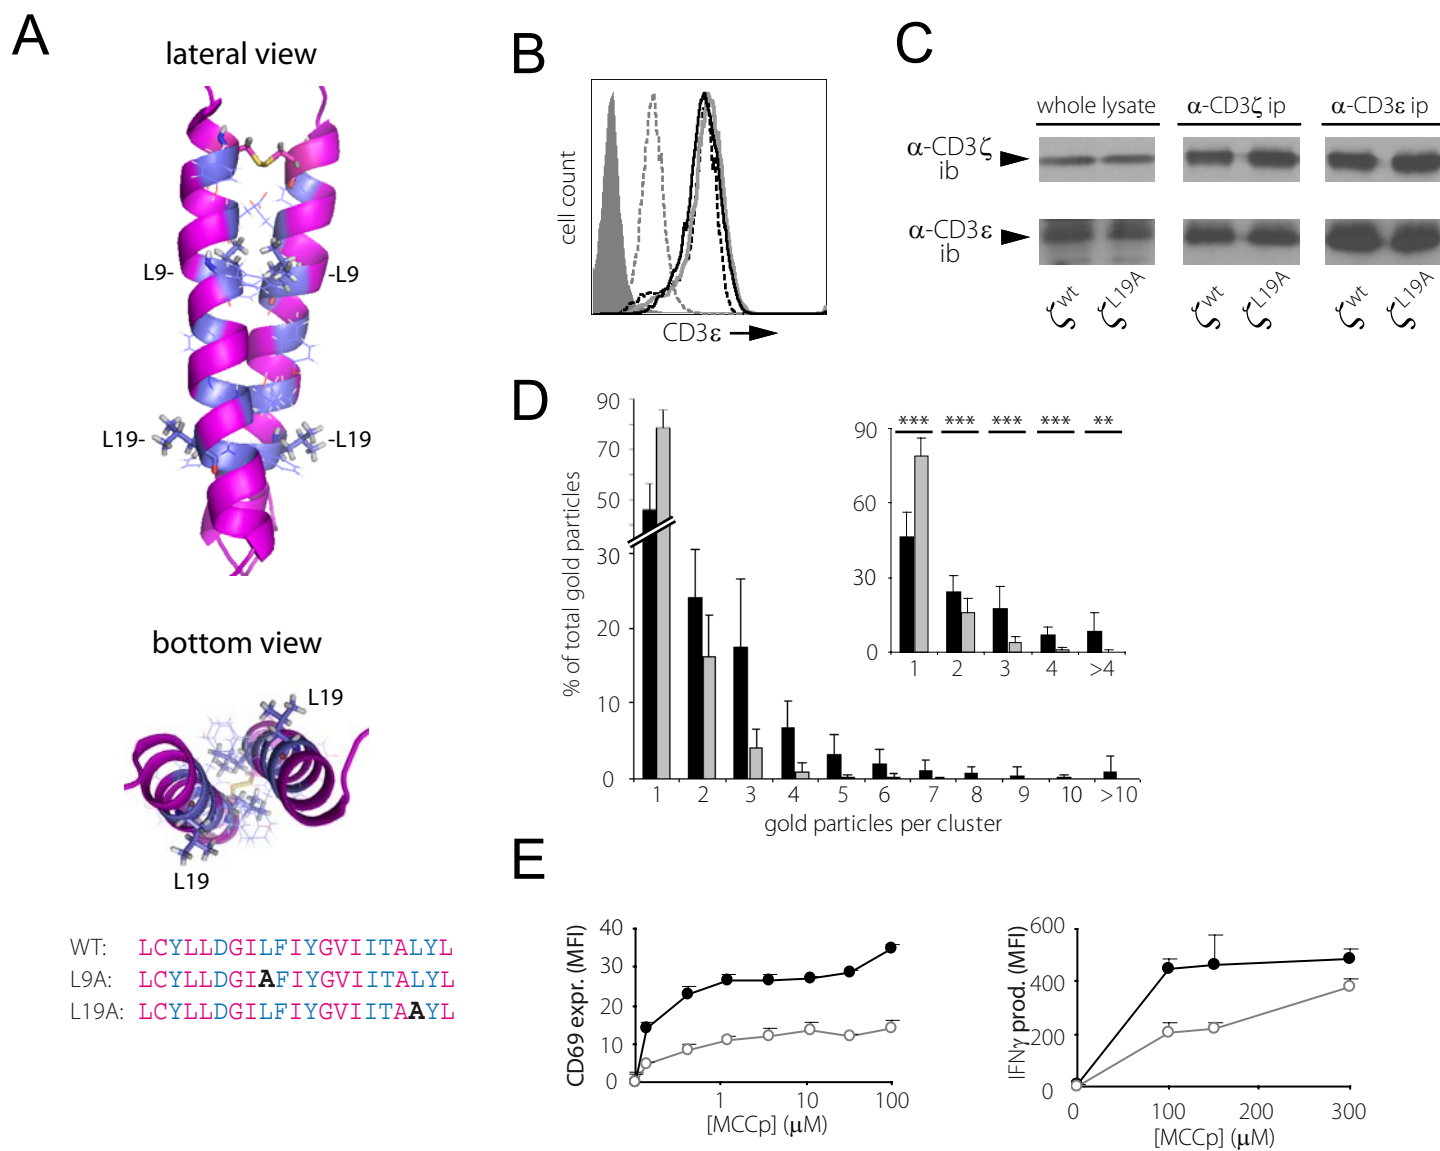 A
lateral view
L9-
-L9
L19-
-L19
bottom view
L19
L19
WT: LCYLLDGILFIYGVIITALYL
L9A: LCYLLDGIAFIYGVIITALYL
L19A: LCYLLDGILFIYGVIITAAYL
B
cell count
CD3ε
C
whole lysate α-CD3ζ ip α-CD3ε ip
α-CD3ζ
ib
α-CD3ε
ib
ζwt ζL19A ζwt ζL19A ζwt ζL19A
D
% of total gold particles
90
70
50
30
20
10
0
1 2 3 4 5 6 7 8 9 10 >10
gold particles per cluster
*** *** *** *** **
90
60
30
0
1 2 3 4 >4
E
CD69 expr. (MFI)
40
30
20
10
0
1 10 100
[MCCp] (μM)
IFNγ prod. (MFI)
600
400
200
0
0 100 200 300
[MCCp] (μM)